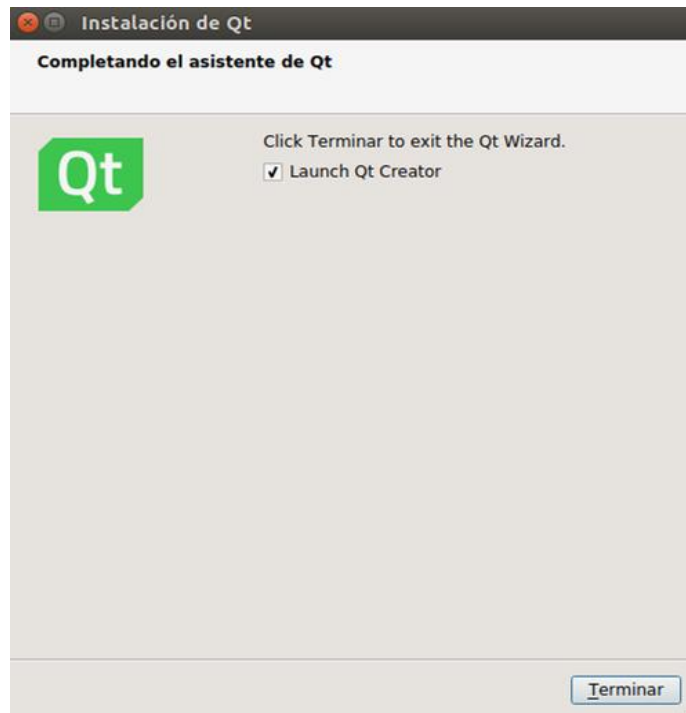 Instalación de Qt
Completando el asistente de Qt
Qt
Click Terminar to exit the Qt Wizard.
Launch Qt Creator
Terminar